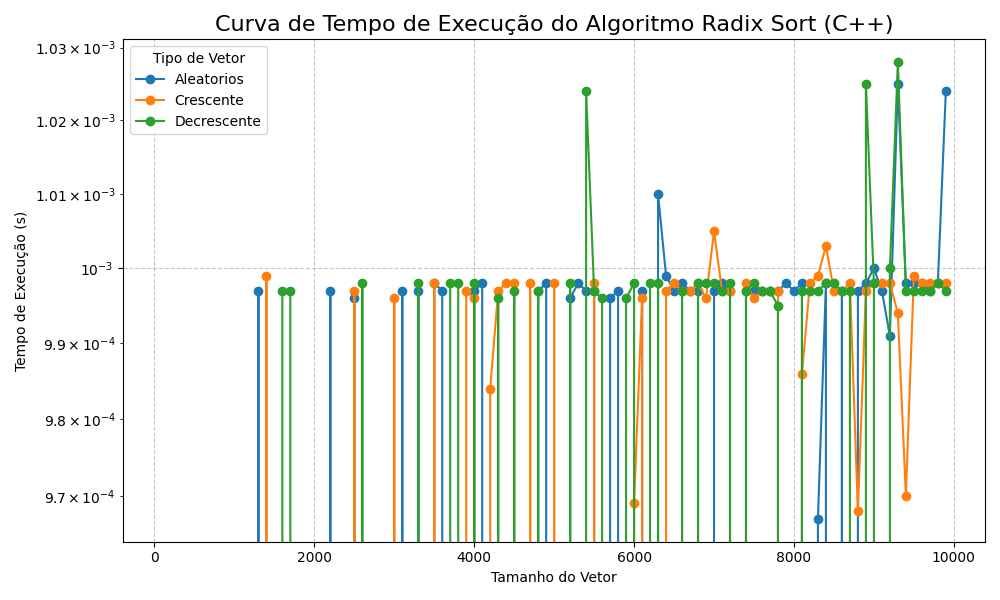 Curva de Tempo de Execução do Algoritmo Radix Sort (C++)
Tipo de Vetor
Aleatorios
Crescente
Decrescente
Tempo de Execução (s)
1.03 × 10⁻³
1.02 × 10⁻³
1.01 × 10⁻³
10⁻³
9.9 × 10⁻⁴
9.8 × 10⁻⁴
9.7 × 10⁻⁴
0 2000 4000 6000 8000 10000
Tamanho do Vetor